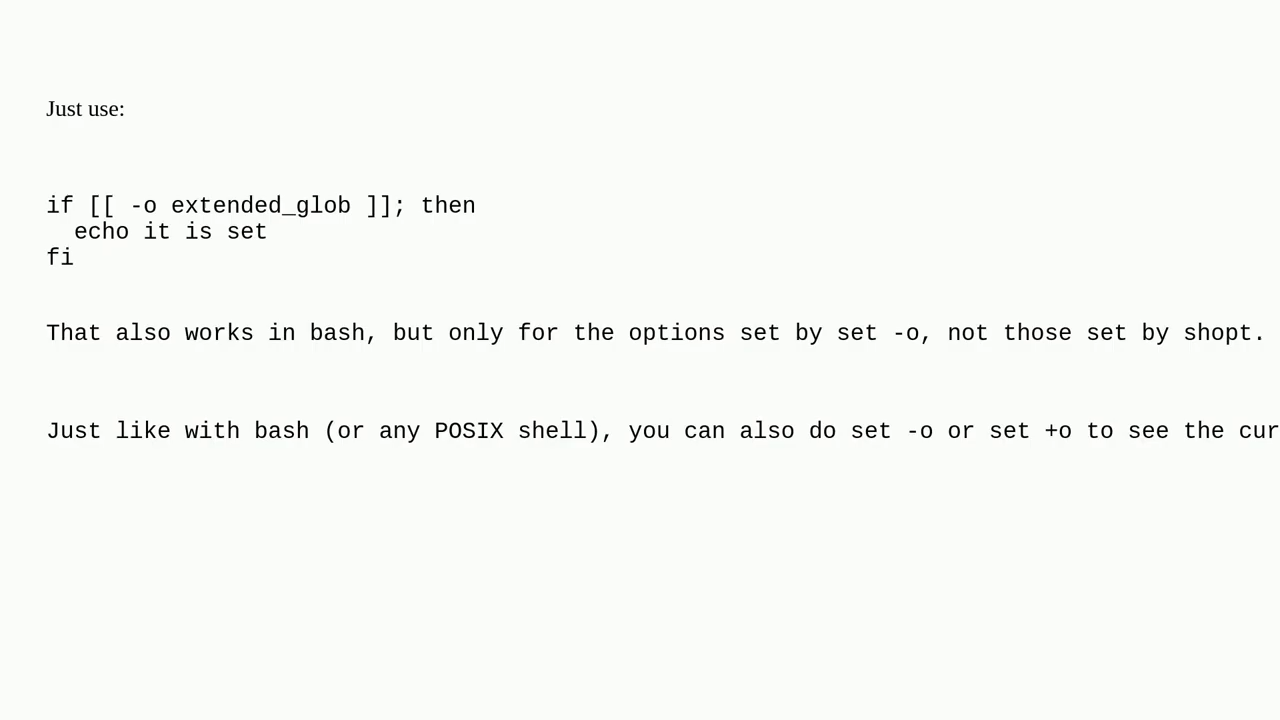 Just use:
if [[ -o extended_glob ]]; then
  echo it is set
fi
That also works in bash, but only for the options set by set -o, not those set by shopt.
Just like with bash (or any POSIX shell), you can also do set -o or set +o to see the